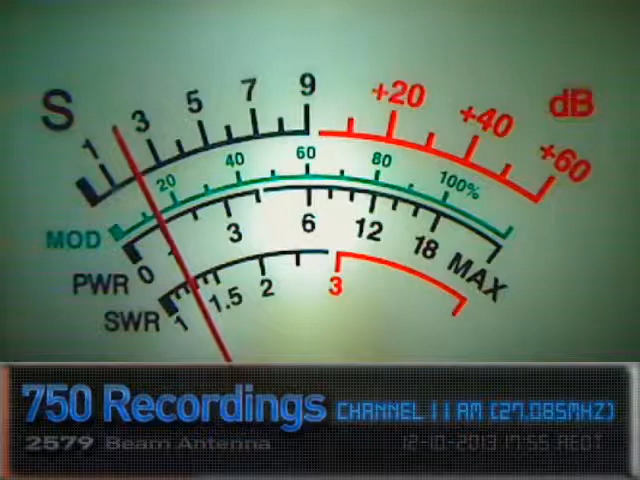 S 1 3 5 7 9 +20 +40 +60 dB
MOD 20 40 60 80 100%
PWR 0 3 6 12 18 MAX
SWR 1 1.5 2 3
750 Recordings CHANNEL 11 AM (27.085MHZ)
2579 Beam Antenna 12-10-2013 17:55 AEDT